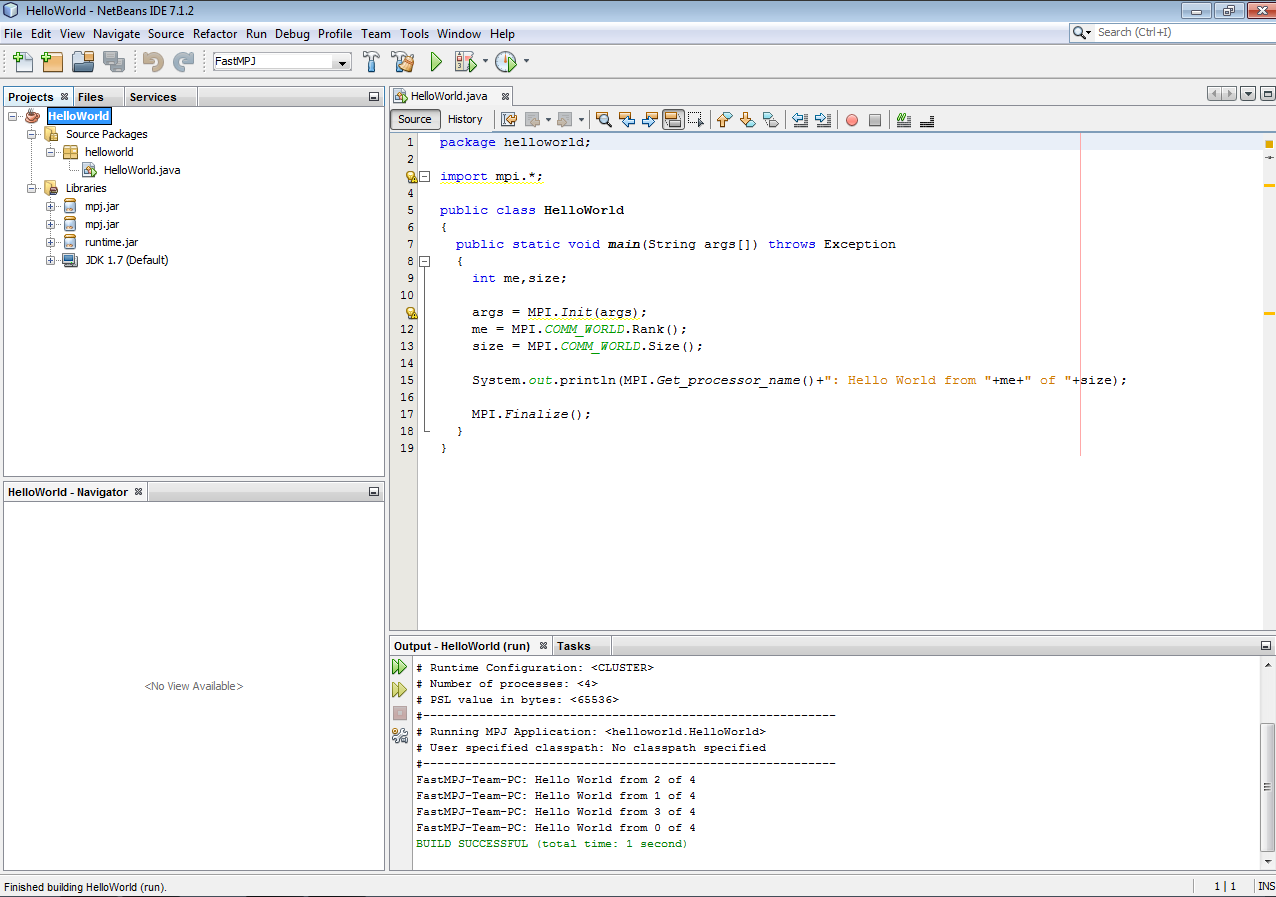 HelloWorld - NetBeans IDE 7.1.2
File Edit View Navigate Source Refactor Run Debug Profile Team Tools Window Help
Search (Ctrl+I)
FastMPJ
Projects Files Services
HelloWorld
Source Packages
helloworld
HelloWorld.java
Libraries
mpj.jar
mpj.jar
runtime.jar
JDK 1.7 (Default)
HelloWorld - Navigator
<No View Available>
HelloWorld.java
Source History
1 package helloworld;
2
import mpi.*;
4
5 public class HelloWorld
6 {
7 public static void main(String args[]) throws Exception
8 {
9 int me,size;
10
args = MPI.Init(args);
12 me = MPI.COMM_WORLD.Rank();
13 size = MPI.COMM_WORLD.Size();
14
15 System.out.println(MPI.Get_processor_name()+": Hello World from "+me+" of "+size);
16
17 MPI.Finalize();
18 }
19 }
Output - HelloWorld (run) Tasks
# Runtime Configuration: <CLUSTER>
# Number of processes: <4>
# PSL value in bytes: <65536>
#------------------------------------------------------------
# Running MPJ Application: <helloworld.HelloWorld>
# User specified classpath: No classpath specified
#------------------------------------------------------------
FastMPJ-Team-PC: Hello World from 2 of 4
FastMPJ-Team-PC: Hello World from 1 of 4
FastMPJ-Team-PC: Hello World from 3 of 4
FastMPJ-Team-PC: Hello World from 0 of 4
BUILD SUCCESSFUL (total time: 1 second)
Finished building HelloWorld (run).
1 | 1 INS